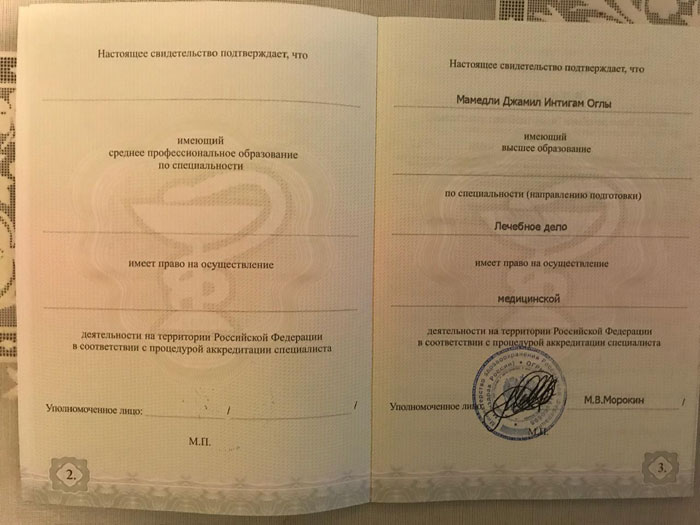 Настоящее свидетельство подтверждает, что
имеющий
среднее профессиональное образование
по специальности
имеет право на осуществление
деятельности на территории Российской Федерации
в соответствии с процедурой аккредитации специалиста
Уполномоченное лицо: / /
М.П.
2.
Настоящее свидетельство подтверждает, что
Мамедли Джамил Интигам Оглы
имеющий
высшее образование
по специальности (направлению подготовки)
Лечебное дело
имеет право на осуществление
медицинской
деятельности на территории Российской Федерации
в соответствии с процедурой аккредитации специалиста
Уполномоченное М.В.Морокин /
М.П.
3.